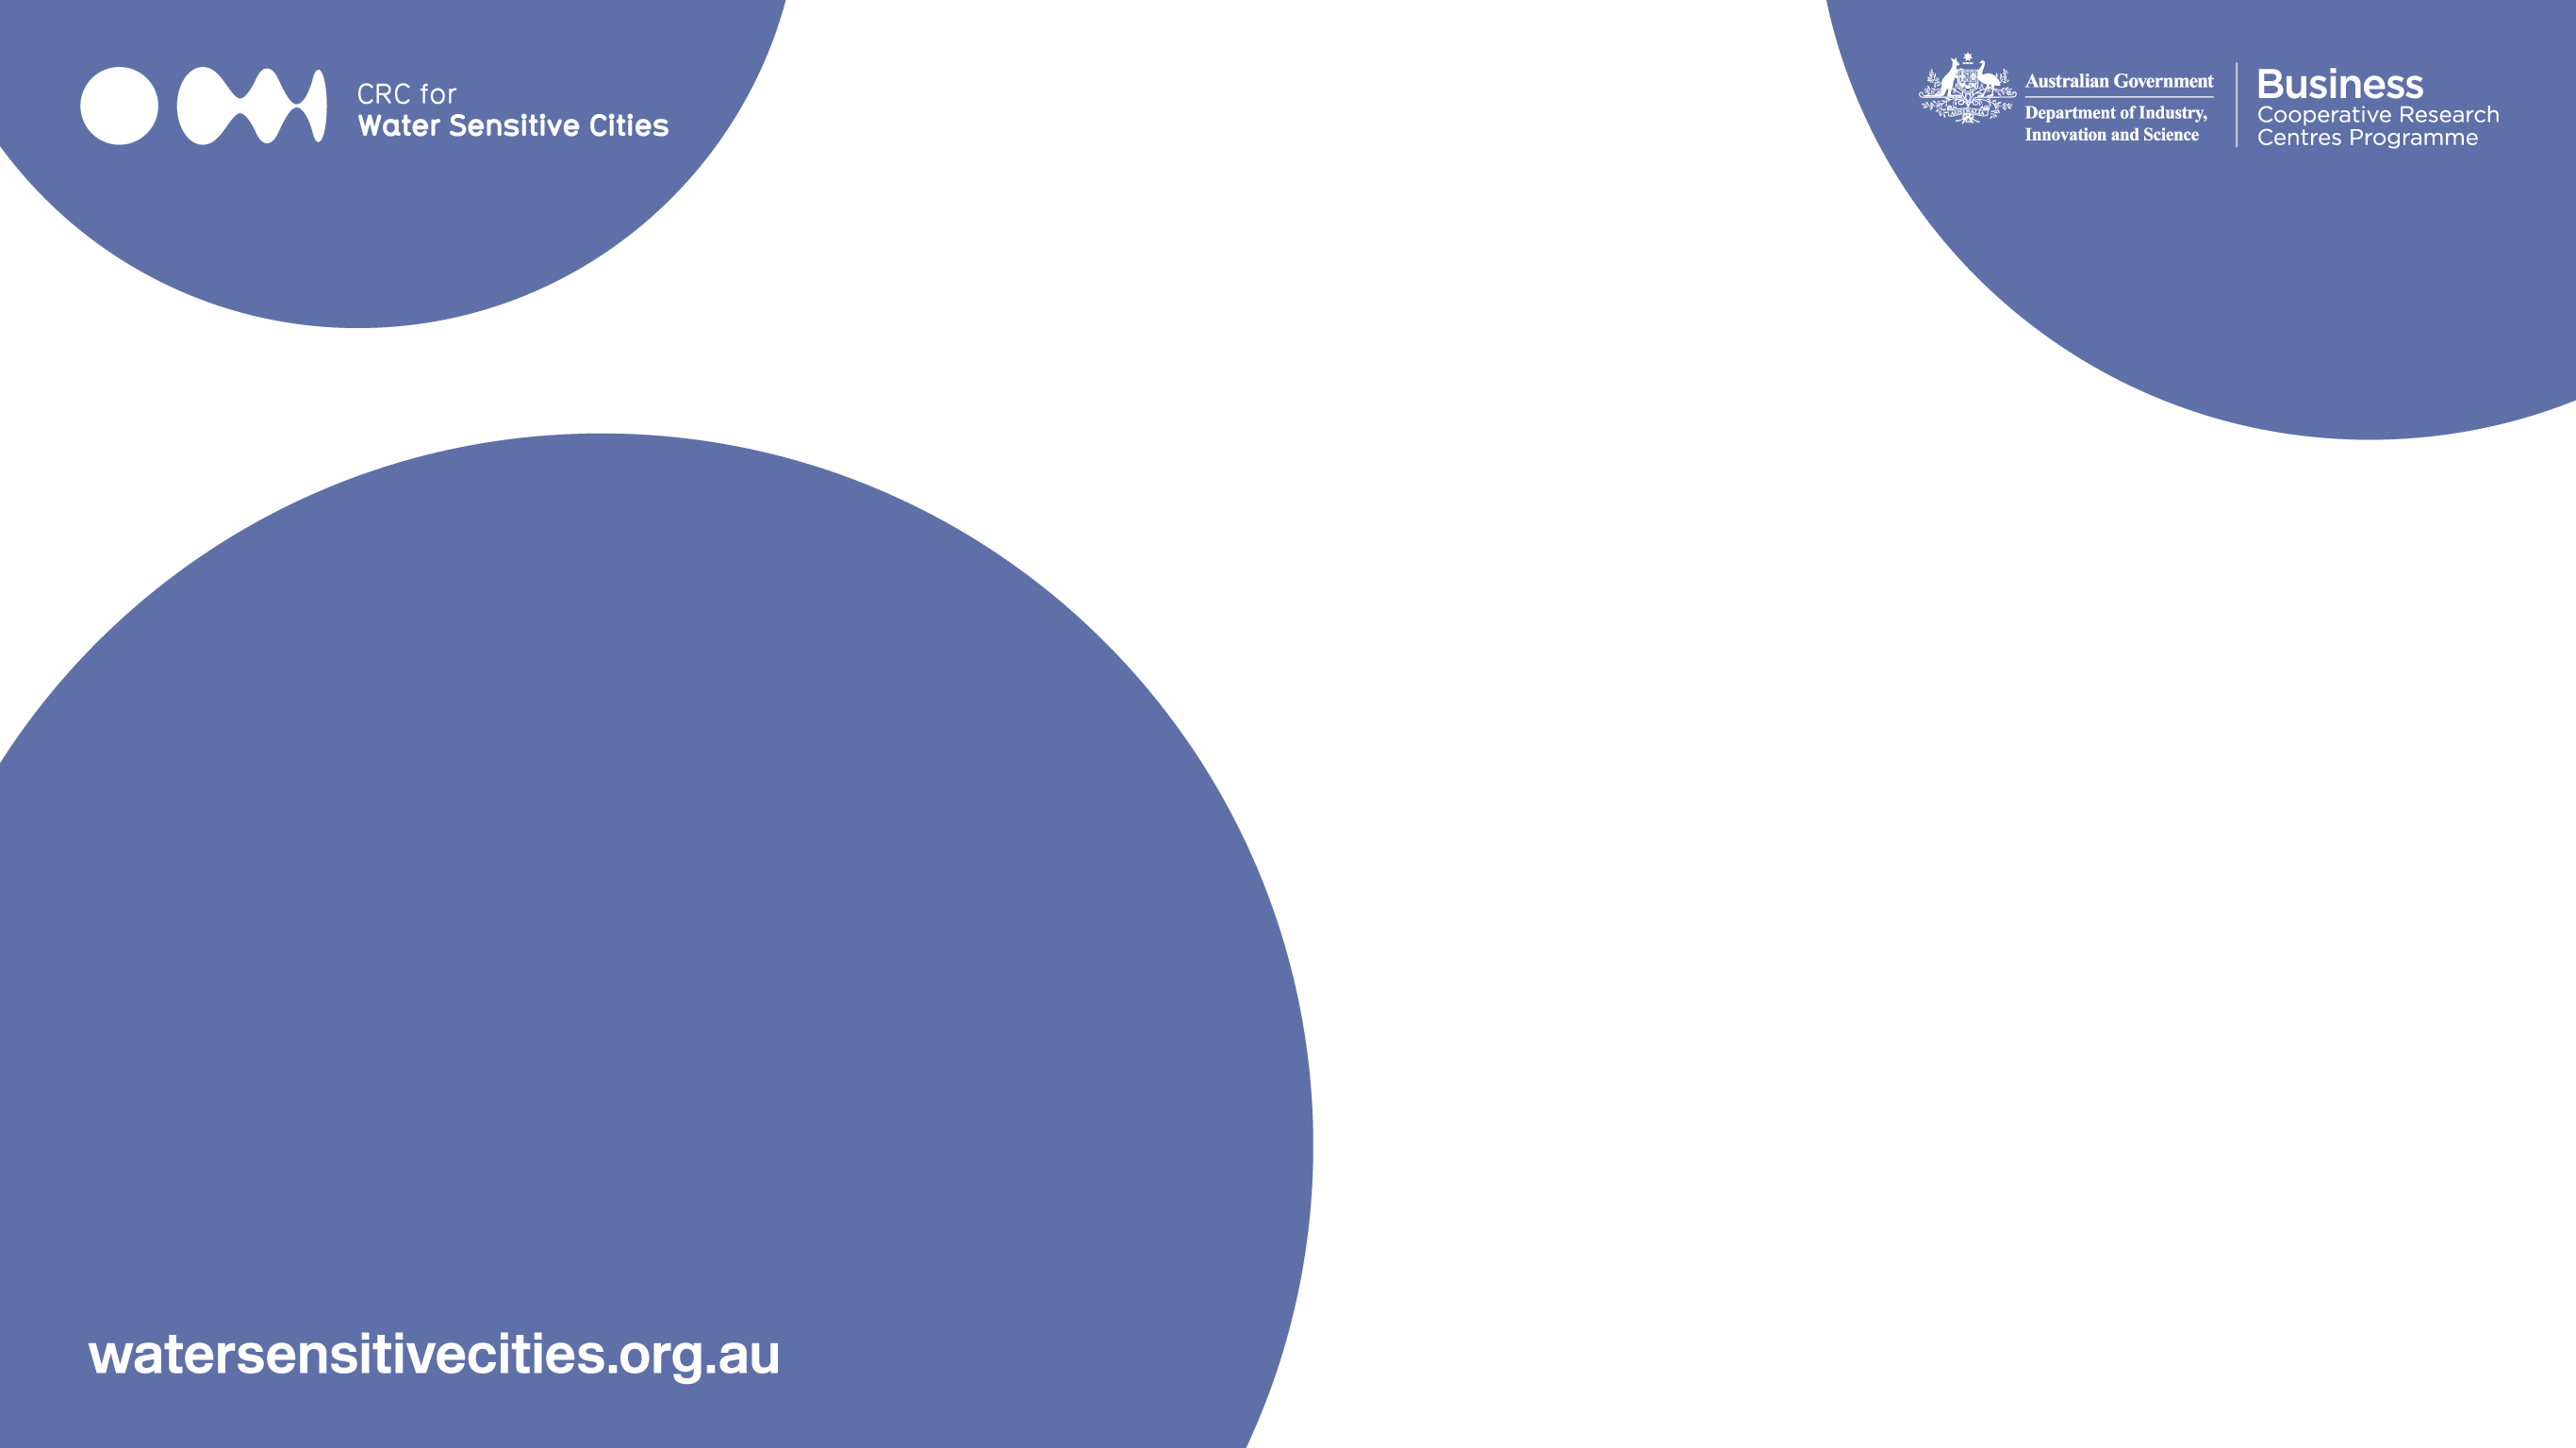 CRC for
Water Sensitive Cities
Australian Government
Department of Industry,
Innovation and Science
Business
Cooperative Research
Centres Programme
watersensitivecities.org.au